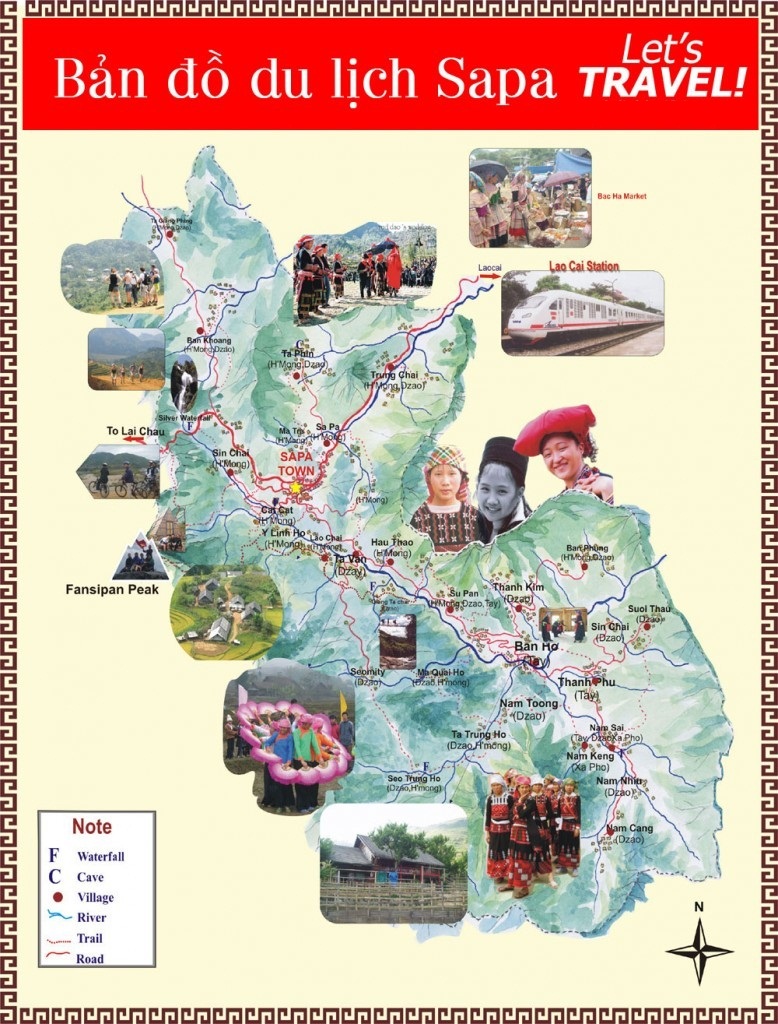 Bản đồ du lịch Sapa
Let's
TRAVEL!
Bac Ha Market
Laocai
Lao Cai Station
Ta Giang Phing
(H'Mong,Dzao)
Ban Khoang
(H'Mong,Dzao)
C
Ta Phin
(H'Mong,Dzao)
Trung Chai
(H'Mong,Dzao)
Silver Waterfall
F
To Lai Chau
Ma Tra
(H'Mong)
Sa Pa
(H'Mong)
Sin Chai
(H'Mong)
SAPA
TOWN
(H'Mong)
Cat Cat
(H'Mong)
Y Linh Ho
(H'Mong)
Lao Chai
(H'Mong)
Hau Thao
(H'Mong)
Ta Van
(Dzay)
Fansipan Peak
Ban Phung
(H'Mong,Dzao)
F
Giang Ta chai
Su Pan
(H'Mong,Dzao,Tay)
Thanh Kim
(Dzao)
Suoi Thau
(Dzao)
Sin Chai
(Dzao)
Ban Ho
(Tay)
Seomity
(Dzao)
Ma Quai Ho
(Dzao,H'mong)
Thanh Phu
(Tay)
Nam Toong
(Dzao)
Ta Trung Ho
(Dzao,H'mong)
Nam Sai
(Tay,Dzao,Xa Pho)
F
Nam Keng
(Xa Pho)
F
Seo Trung Ho
(Dzao,H'mong)
Nam Nhiu
(Dzao)
Nam Cang
(Dzao)
Note
F Waterfall
C Cave
Village
River
Trail
Road
N